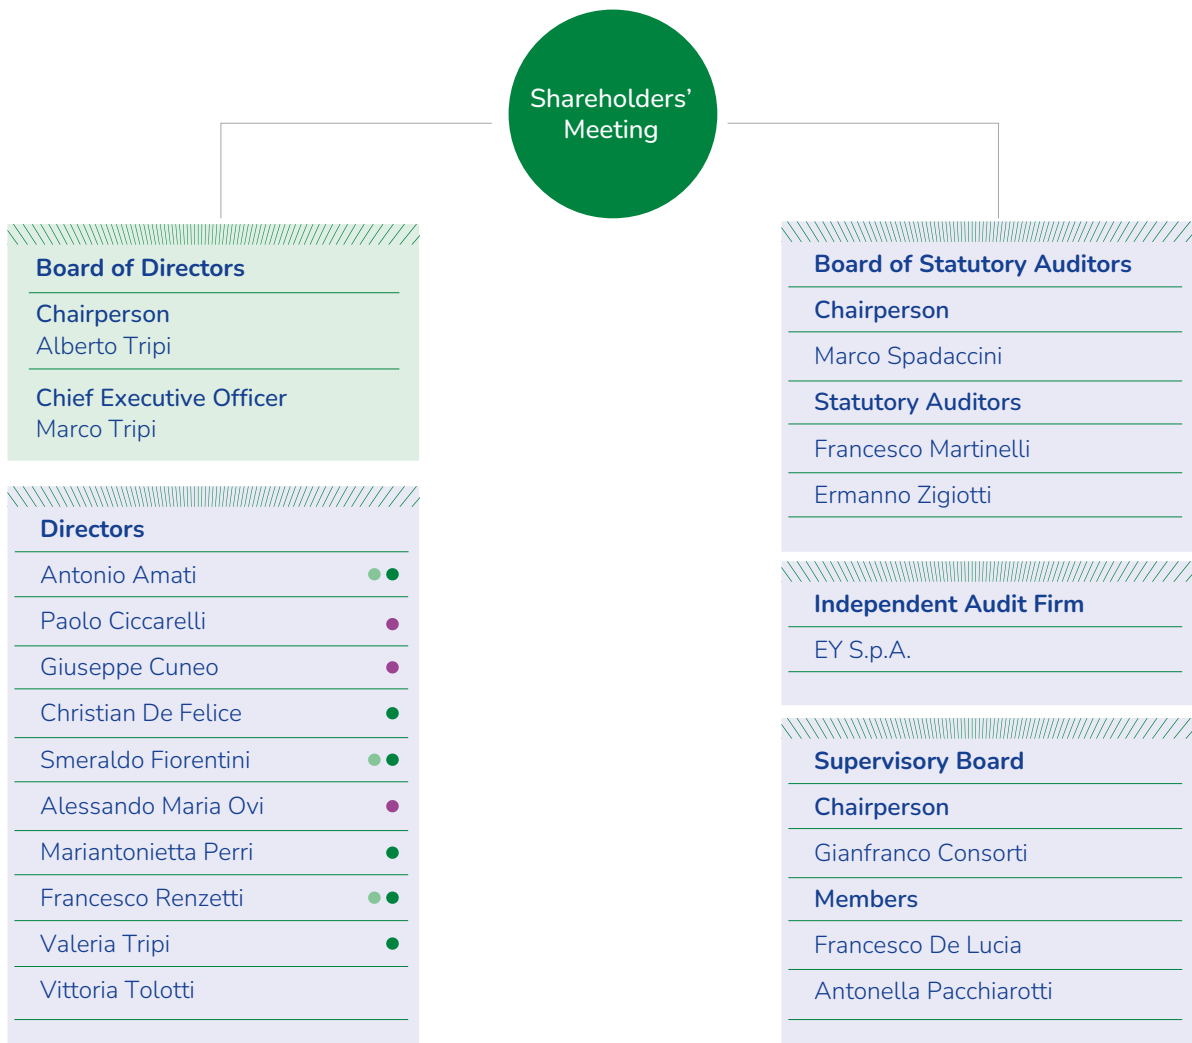 Shareholders’
Meeting
Board of Directors
Chairperson
Alberto Tripi
Chief Executive Officer
Marco Tripi
Directors
Antonio Amati
Paolo Ciccarelli
Giuseppe Cuneo
Christian De Felice
Smeraldo Fiorentini
Alessando Maria Ovi
Mariantonietta Perri
Francesco Renzetti
Valeria Tripi
Vittoria Tolotti
Board of Statutory Auditors
Chairperson
Marco Spadaccini
Statutory Auditors
Francesco Martinelli
Ermanno Zigiotti
Independent Audit Firm
EY S.p.A.
Supervisory Board
Chairperson
Gianfranco Consorti
Members
Francesco De Lucia
Antonella Pacchiarotti